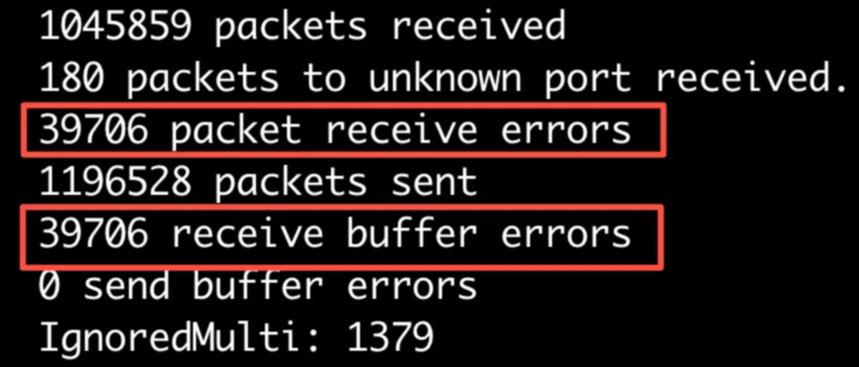 1045859 packets received
180 packets to unknown port received.
39706 packet receive errors
1196528 packets sent
39706 receive buffer errors
0 send buffer errors
IgnoredMulti: 1379